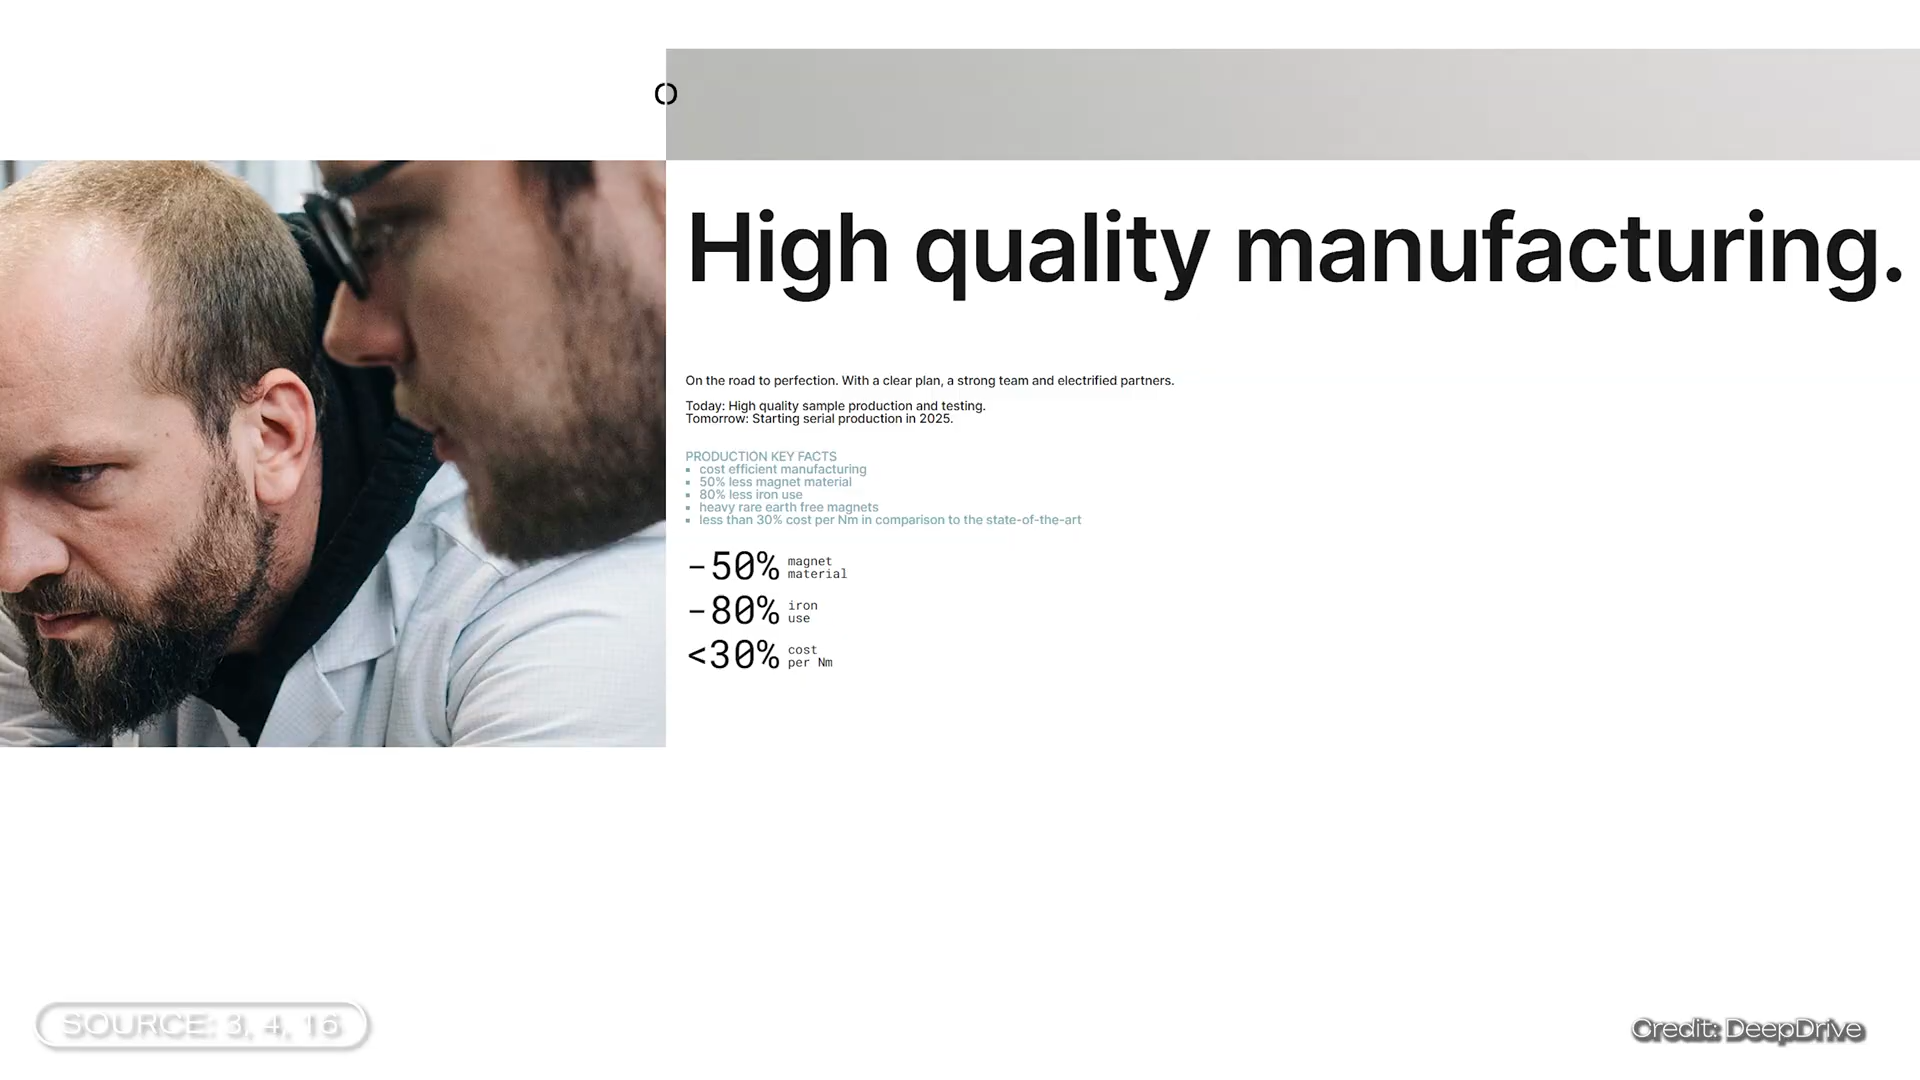 O
High quality manufacturing.
On the road to perfection. With a clear plan, a strong team and electrified partners.
Today: High quality sample production and testing.
Tomorrow: Starting serial production in 2025.
PRODUCTION KEY FACTS
▪ cost efficient manufacturing
▪ 50% less magnet material
▪ 80% less iron use
▪ heavy rare earth free magnets
▪ less than 30% cost per Nm in comparison to the state-of-the-art
-50% magnet
material
-80% iron
use
<30% cost
per Nm
SOURCE: 3, 4, 16
Credit: DeepDrive